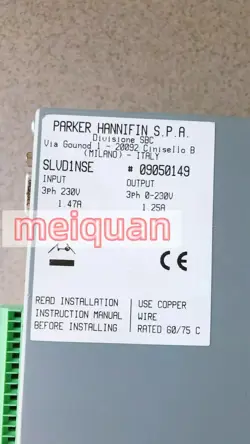 PARKER HANNIFIN S.P.A.
Divisione SBC
Via Gounod 1 - 20092 Cinisello B
(MILANO) - ITALY
SLVD1NSE # 09050149
INPUT OUTPUT
3ph 230V 3ph 0-230V
1.47A 1.25A
meiquan
CE
READ INSTALLATION USE COPPER
INSTRUCTION MANUAL WIRE
BEFORE INSTALLING RATED 60/75 C